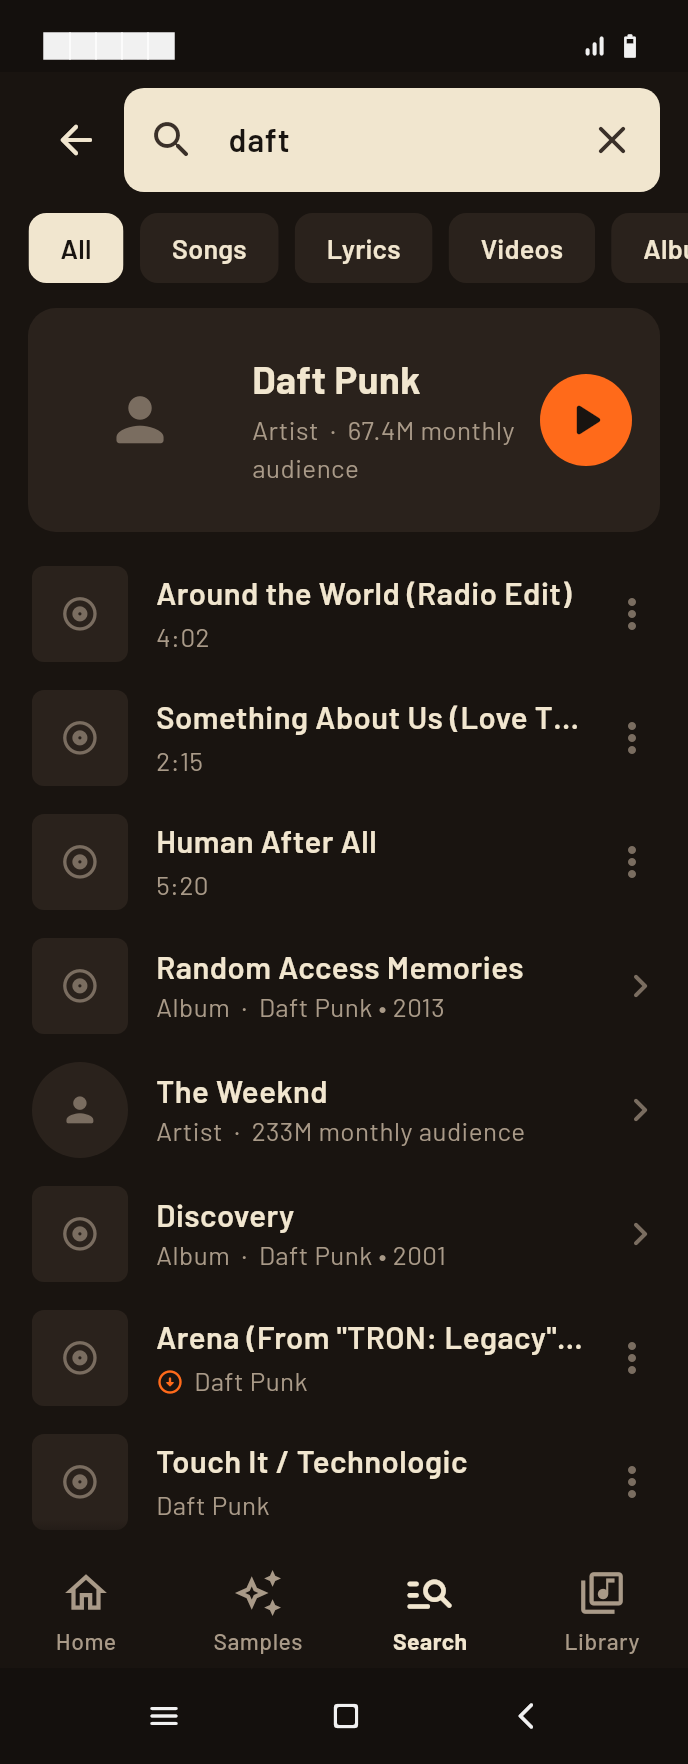 daft
All
Songs
Lyrics
Videos
Albu
Daft Punk
Artist · 67.4M monthly
audience
Around the World (Radio Edit)
4:02
Something About Us (Love T...
2:15
Human After All
5:20
Random Access Memories
Album · Daft Punk • 2013
The Weeknd
Artist · 233M monthly audience
Discovery
Album · Daft Punk • 2001
Arena (From "TRON: Legacy"...
Daft Punk
Touch It / Technologic
Daft Punk
Home
Samples
Search
Library